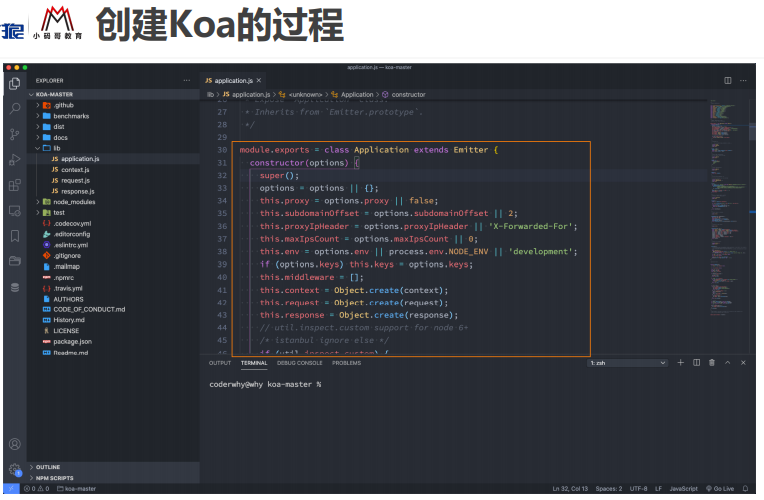 小码哥教育
创建Koa的过程
application.js — koa-master
EXPLORER
KOA-MASTER
.github
benchmarks
dist
docs
lib
application.js
context.js
request.js
response.js
node_modules
test
.codecov.yml
.editorconfig
.eslintrc.yml
.gitignore
.mailmap
.npmrc
.travis.yml
AUTHORS
CODE_OF_CONDUCT.md
History.md
LICENSE
package.json
Readme.md
OUTLINE
NPM SCRIPTS
application.js
lib > application.js > <unknown> > Application > constructor
26 * Expose `Application` class.
27 * Inherits from `Emitter.prototype`.
28 */
29
30 module.exports = class Application extends Emitter {
31 constructor(options) {
32 super();
33 options = options || {};
34 this.proxy = options.proxy || false;
35 this.subdomainOffset = options.subdomainOffset || 2;
36 this.proxyIpHeader = options.proxyIpHeader || 'X-Forwarded-For';
37 this.maxIpsCount = options.maxIpsCount || 0;
38 this.env = options.env || process.env.NODE_ENV || 'development';
39 if (options.keys) this.keys = options.keys;
40 this.middleware = [];
41 this.context = Object.create(context);
42 this.request = Object.create(request);
43 this.response = Object.create(response);
44 // util.inspect.custom support for node 6+
45 /* istanbul ignore else */
46 if (util.inspect.custom) {
OUTPUT TERMINAL DEBUG CONSOLE PROBLEMS 1: zsh
coderwhy@why koa-master %
0 0 koa-master Ln 32, Col 13 Spaces: 2 UTF-8 LF JavaScript Go Live